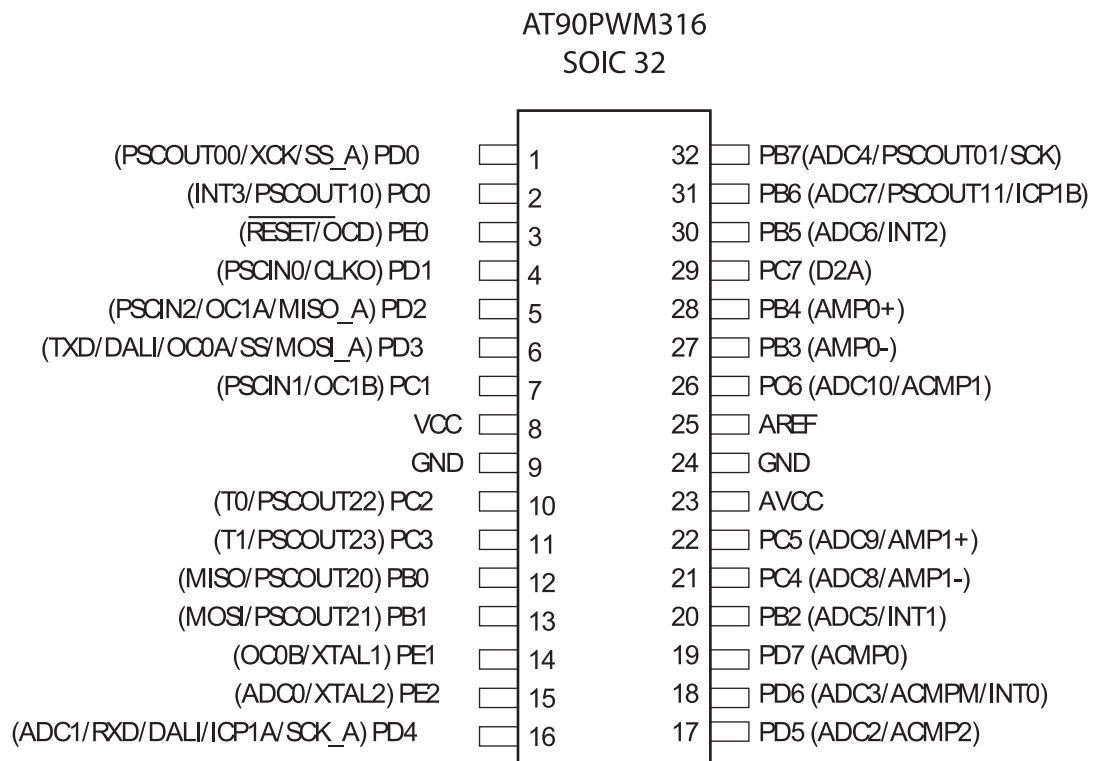 AT90PWM316
SOIC 32
(PSCOUT00/XCK/SS_A) PD0 1 32 PB7(ADC4/PSCOUT01/SCK)
(INT3/PSCOUT10) PC0 2 31 PB6 (ADC7/PSCOUT11/ICP1B)
(RESET/OCD) PE0 3 30 PB5 (ADC6/INT2)
(PSCIN0/CLKO) PD1 4 29 PC7 (D2A)
(PSCIN2/OC1A/MISO_A) PD2 5 28 PB4 (AMP0+)
(TXD/DALI/OC0A/SS/MOSI_A) PD3 6 27 PB3 (AMP0-)
(PSCIN1/OC1B) PC1 7 26 PC6 (ADC10/ACMP1)
VCC 8 25 AREF
GND 9 24 GND
(T0/PSCOUT22) PC2 10 23 AVCC
(T1/PSCOUT23) PC3 11 22 PC5 (ADC9/AMP1+)
(MISO/PSCOUT20) PB0 12 21 PC4 (ADC8/AMP1-)
(MOSI/PSCOUT21) PB1 13 20 PB2 (ADC5/INT1)
(OC0B/XTAL1) PE1 14 19 PD7 (ACMP0)
(ADC0/XTAL2) PE2 15 18 PD6 (ADC3/ACMPM/INT0)
(ADC1/RXD/DALI/ICP1A/SCK_A) PD4 16 17 PD5 (ADC2/ACMP2)